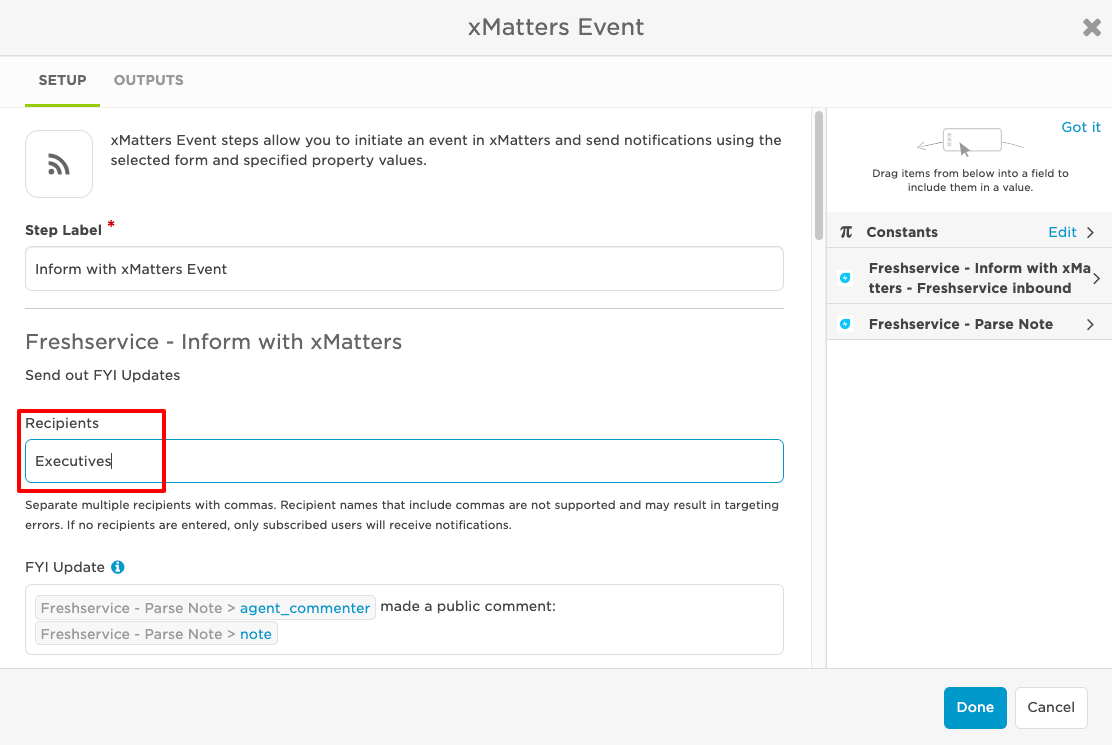 xMatters Event
SETUP OUTPUTS
xMatters Event steps allow you to initiate an event in xMatters and send notifications using the
selected form and specified property values.
Step Label *
Inform with xMatters Event
Freshservice - Inform with xMatters
Send out FYI Updates
Recipients
Executives
Separate multiple recipients with commas. Recipient names that include commas are not supported and may result in targeting
errors. If no recipients are entered, only subscribed users will receive notifications.
FYI Update
Freshservice - Parse Note > agent_commenter made a public comment:
Freshservice - Parse Note > note
Got it
Drag items from below into a field to
include them in a value.
π Constants Edit
Freshservice - Inform with xMa
tters - Freshservice inbound
Freshservice - Parse Note
Done Cancel